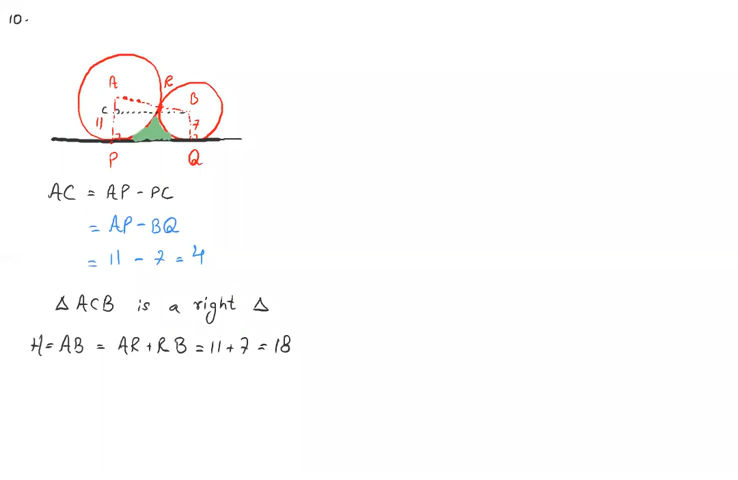 10.
A
R
B
C
11
7
P
Q
AC = AP - PC
= AP - BQ
= 11 - 7 = 4
△ ACB is a right △
H = AB = AR + RB = 11 + 7 = 18